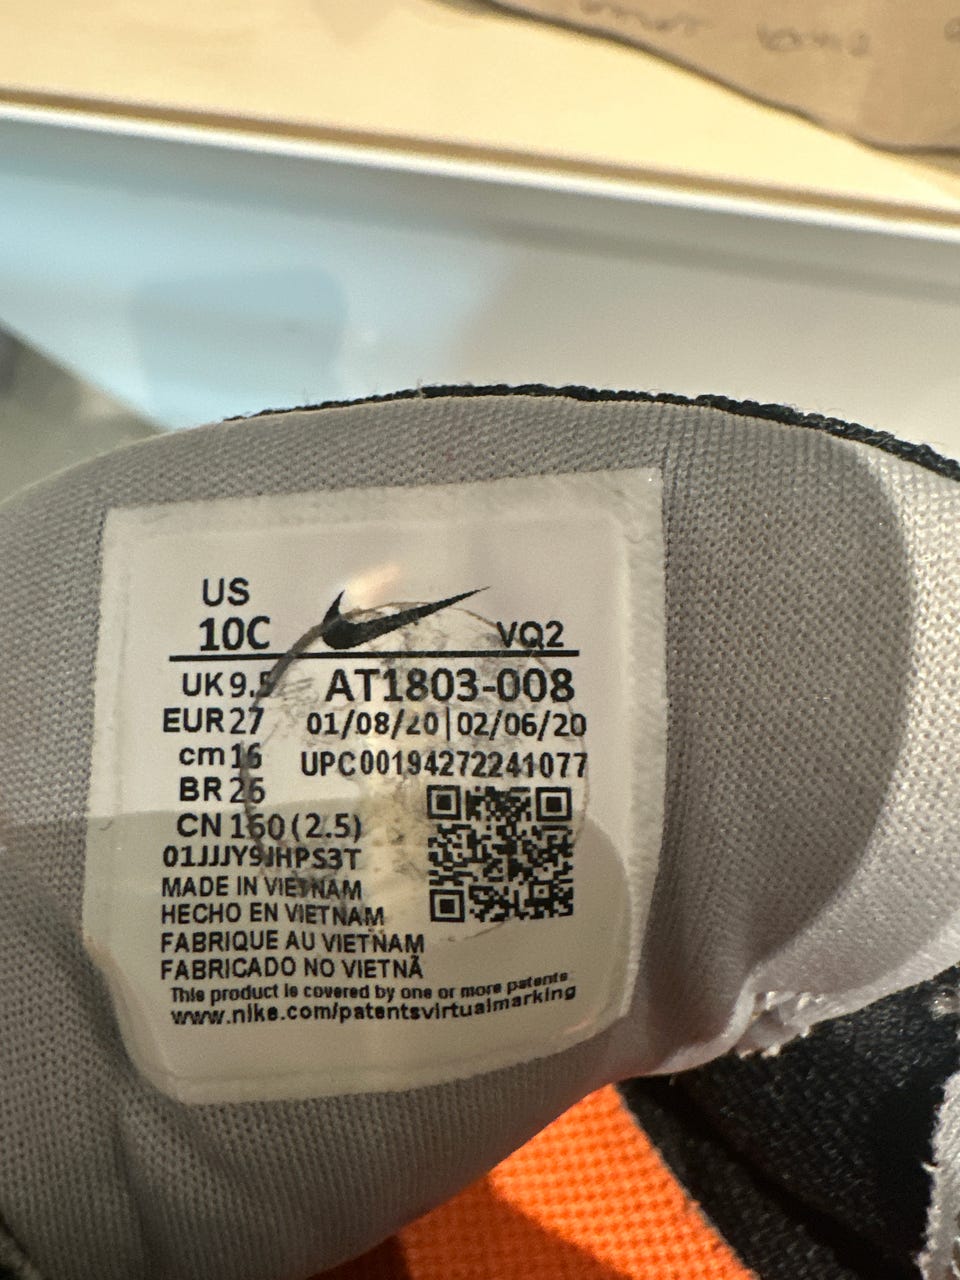 US
10C
VQ2
UK 9.5
AT1803-008
EUR 27
01/08/20|02/06/20
cm 16
UPC00194272241077
BR 26
CN 160 (2.5)
01JJJY9JHPS3T
MADE IN VIETNAM
HECHO EN VIETNAM
FABRIQUE AU VIETNAM
FABRICADO NO VIETNÃ
This product is covered by one or more patents
www.nike.com/patentsvirtualmarking